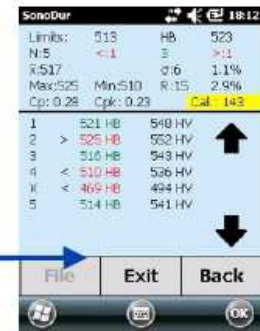 SonoDur 18:12
Limits: 513 HB 523
N:5 <:1 3 >:1
x̄:517 σ:6 1.1%
Max:525 Min:510 R:15 2.9%
Cp: 0.28 Cpk: 0.23 Cal.: 143
1 521 HB 548 HV
2 > 525 HB 552 HV
3 516 HB 543 HV
4 < 510 HB 536 HV
X < 469 HB 494 HV
5 514 HB 541 HV
File Exit Back
OK